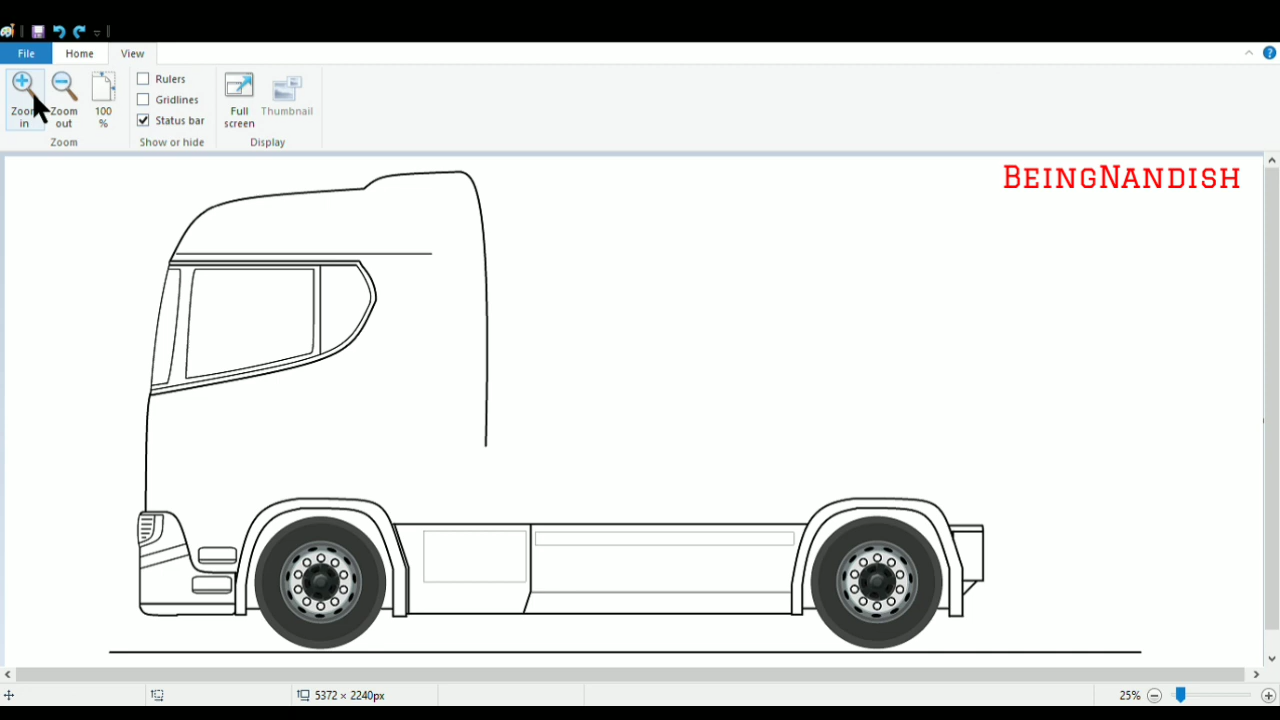 File Home View
Zoom in
Zoom out
100 %
Rulers
Gridlines
Status bar
Full screen
Thumbnail
Zoom
Show or hide
Display
BeingNandish
5372 × 2240px
25%